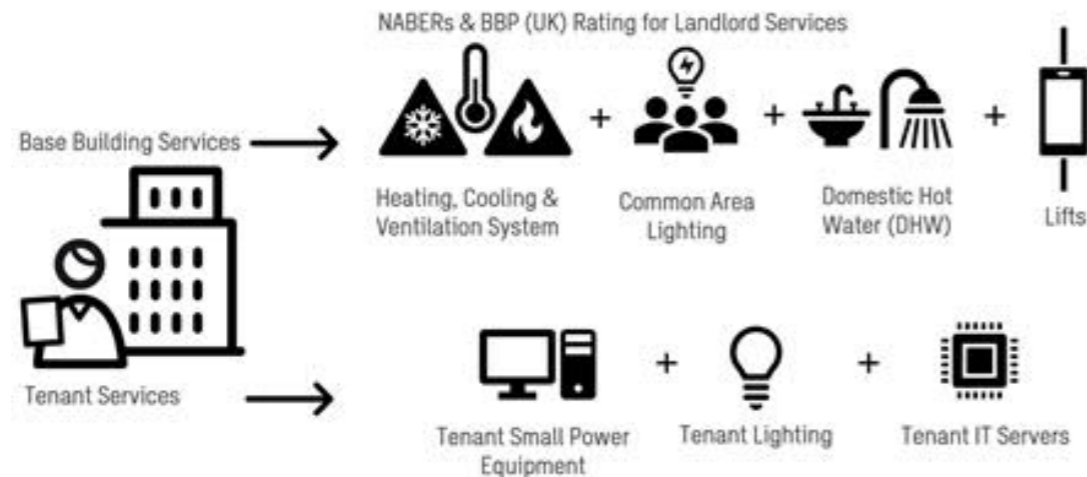 NABERs & BBP (UK) Rating for Landlord Services
Base Building Services
Heating, Cooling &
Ventilation System
+
Common Area
Lighting
+
Domestic Hot
Water (DHW)
+
Lifts
Tenant Services
Tenant Small Power
Equipment
+
Tenant Lighting
+
Tenant IT Servers